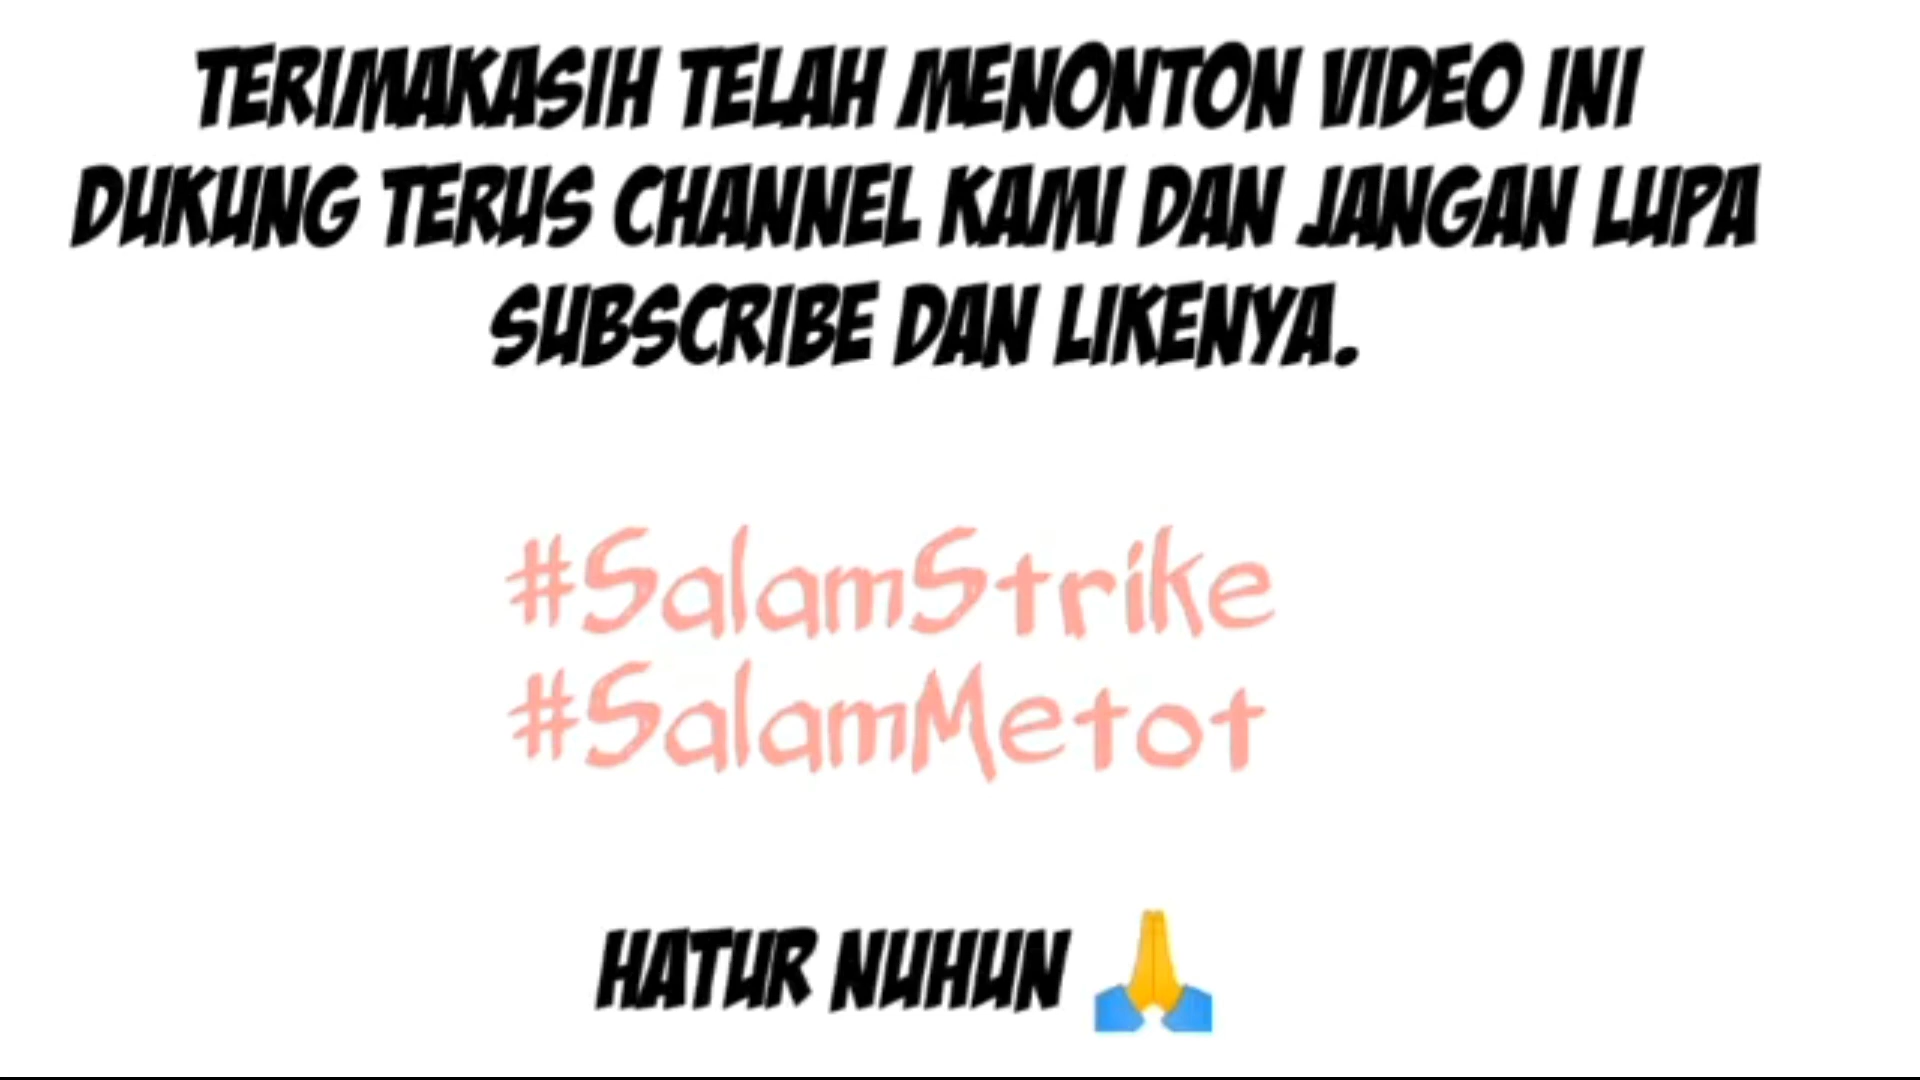 TERIMAKASIH TELAH MENONTON VIDEO INI
DUKUNG TERUS CHANNEL KAMI DAN JANGAN LUPA
SUBSCRIBE DAN LIKENYA.
#SalamStrike
#SalamMetot
HATUR NUHUN 🙏